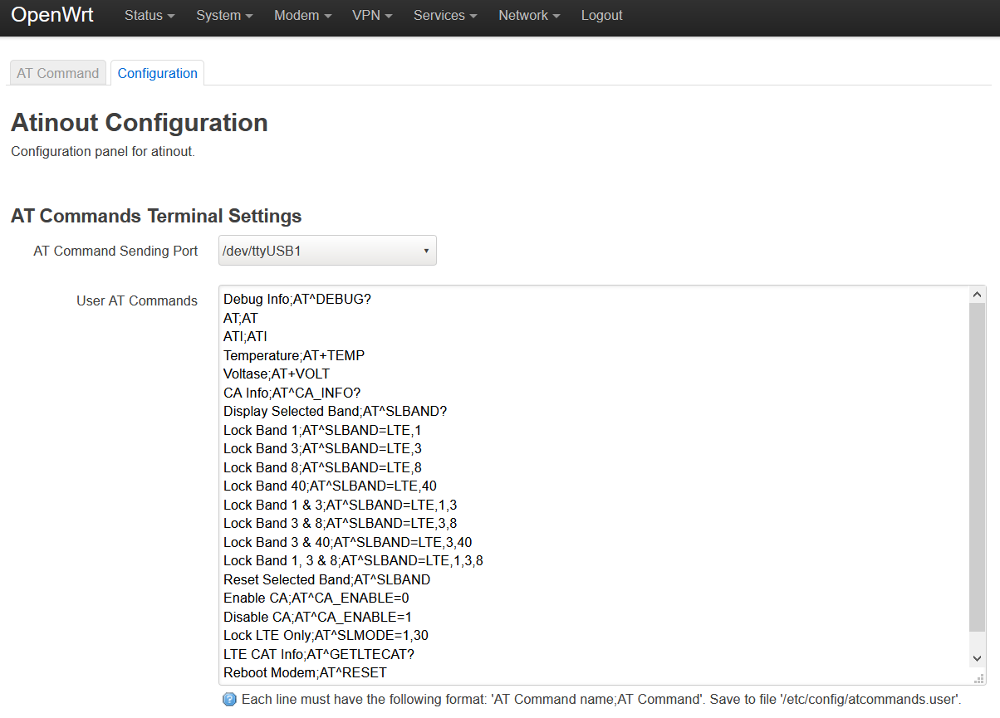 OpenWrt Status System Modem VPN Services Network Logout
AT Command Configuration
Atinout Configuration
Configuration panel for atinout.
AT Commands Terminal Settings
AT Command Sending Port /dev/ttyUSB1
User AT Commands
Debug Info;AT^DEBUG?
AT;AT
ATI;ATI
Temperature;AT+TEMP
Voltase;AT+VOLT
CA Info;AT^CA_INFO?
Display Selected Band;AT^SLBAND?
Lock Band 1;AT^SLBAND=LTE,1
Lock Band 3;AT^SLBAND=LTE,3
Lock Band 8;AT^SLBAND=LTE,8
Lock Band 40;AT^SLBAND=LTE,40
Lock Band 1 & 3;AT^SLBAND=LTE,1,3
Lock Band 3 & 8;AT^SLBAND=LTE,3,8
Lock Band 3 & 40;AT^SLBAND=LTE,3,40
Lock Band 1, 3 & 8;AT^SLBAND=LTE,1,3,8
Reset Selected Band;AT^SLBAND
Enable CA;AT^CA_ENABLE=0
Disable CA;AT^CA_ENABLE=1
Lock LTE Only;AT^SLMODE=1,30
LTE CAT Info;AT^GETLTECAT?
Reboot Modem;AT^RESET
Each line must have the following format: 'AT Command name;AT Command'. Save to file '/etc/config/atcommands.user'.